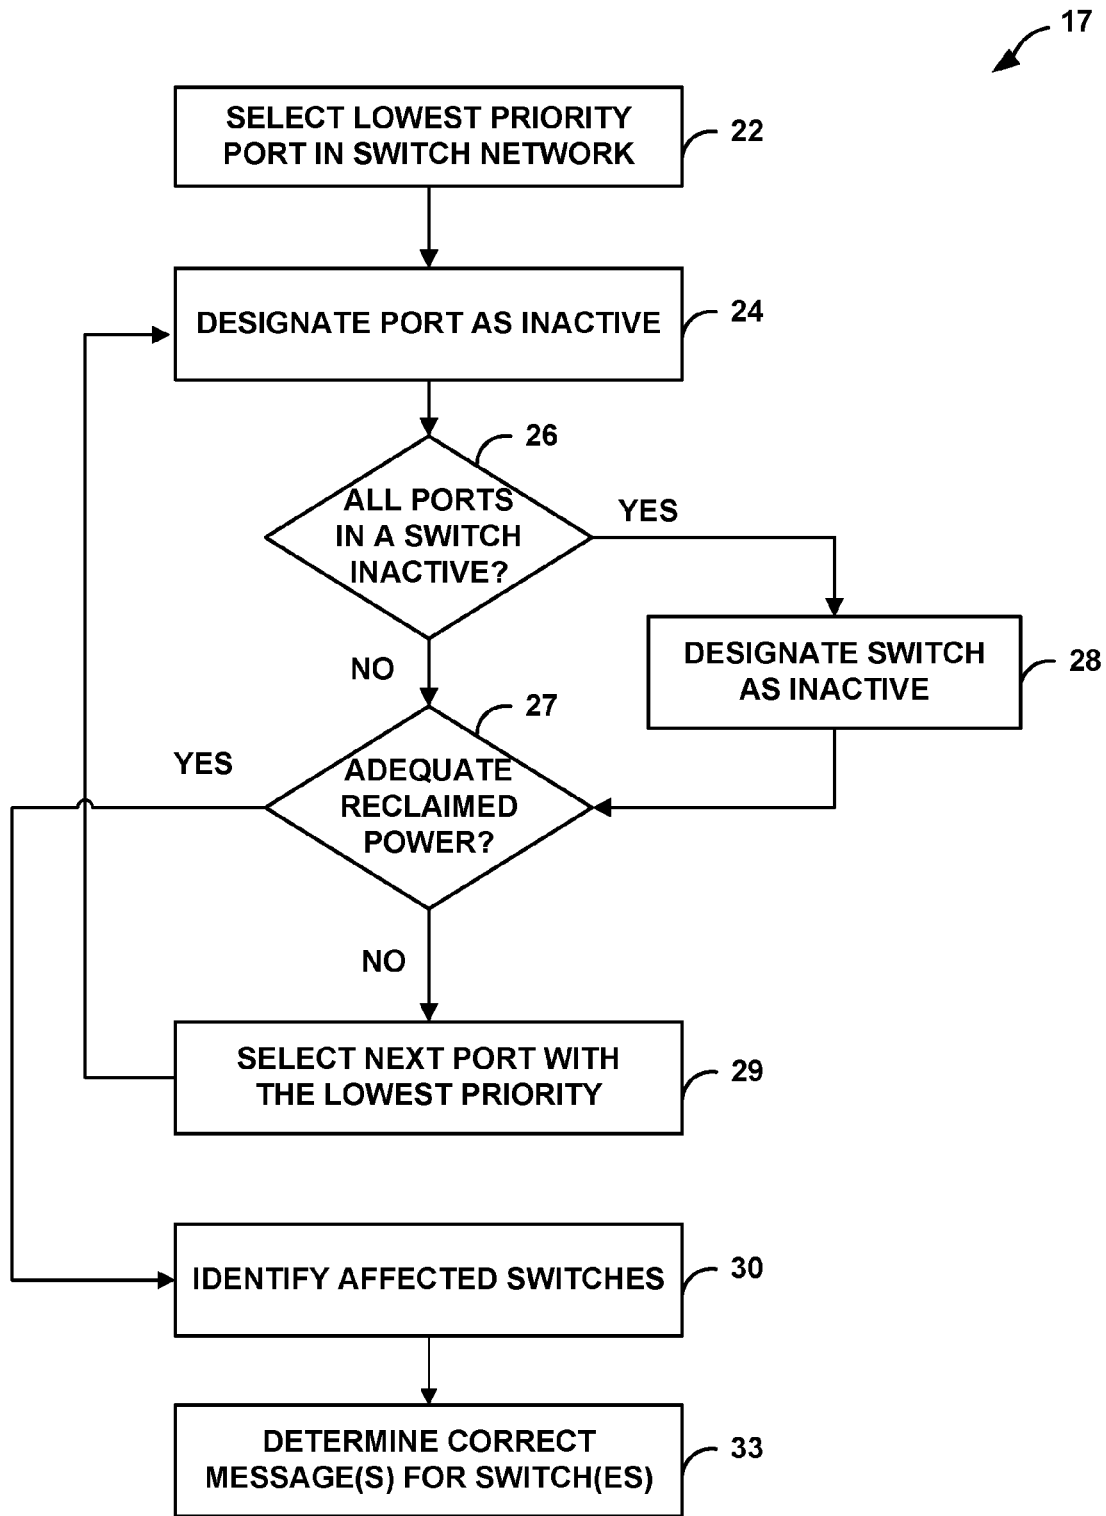 17
SELECT LOWEST PRIORITY
PORT IN SWITCH NETWORK
22
DESIGNATE PORT AS INACTIVE
24
26
ALL PORTS
IN A SWITCH
INACTIVE?
YES
NO
DESIGNATE SWITCH
AS INACTIVE
28
27
YES
ADEQUATE
RECLAIMED
POWER?
NO
SELECT NEXT PORT WITH
THE LOWEST PRIORITY
29
IDENTIFY AFFECTED SWITCHES
30
DETERMINE CORRECT
MESSAGE(S) FOR SWITCH(ES)
33